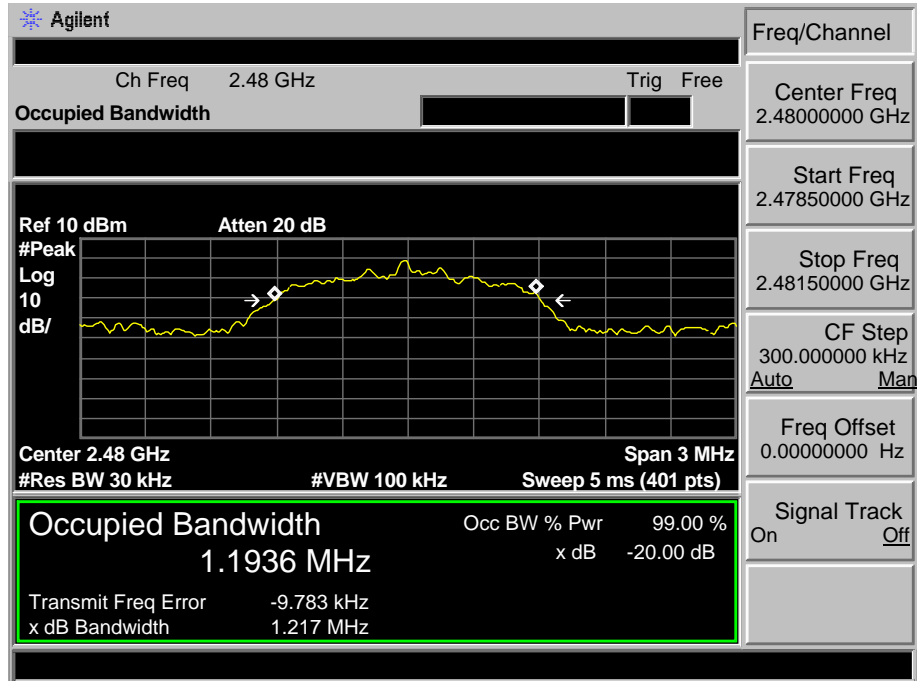 Agilent
Ch Freq 2.48 GHz Trig Free
Occupied Bandwidth
Ref 10 dBm Atten 20 dB
#Peak
Log
10
dB/
Center 2.48 GHz Span 3 MHz
#Res BW 30 kHz #VBW 100 kHz Sweep 5 ms (401 pts)
Occupied Bandwidth Occ BW % Pwr 99.00 %
1.1936 MHz x dB -20.00 dB
Transmit Freq Error -9.783 kHz
x dB Bandwidth 1.217 MHz
Freq/Channel
Center Freq
2.48000000 GHz
Start Freq
2.47850000 GHz
Stop Freq
2.48150000 GHz
CF Step
300.000000 kHz
Auto Man
Freq Offset
0.00000000 Hz
Signal Track
On Off